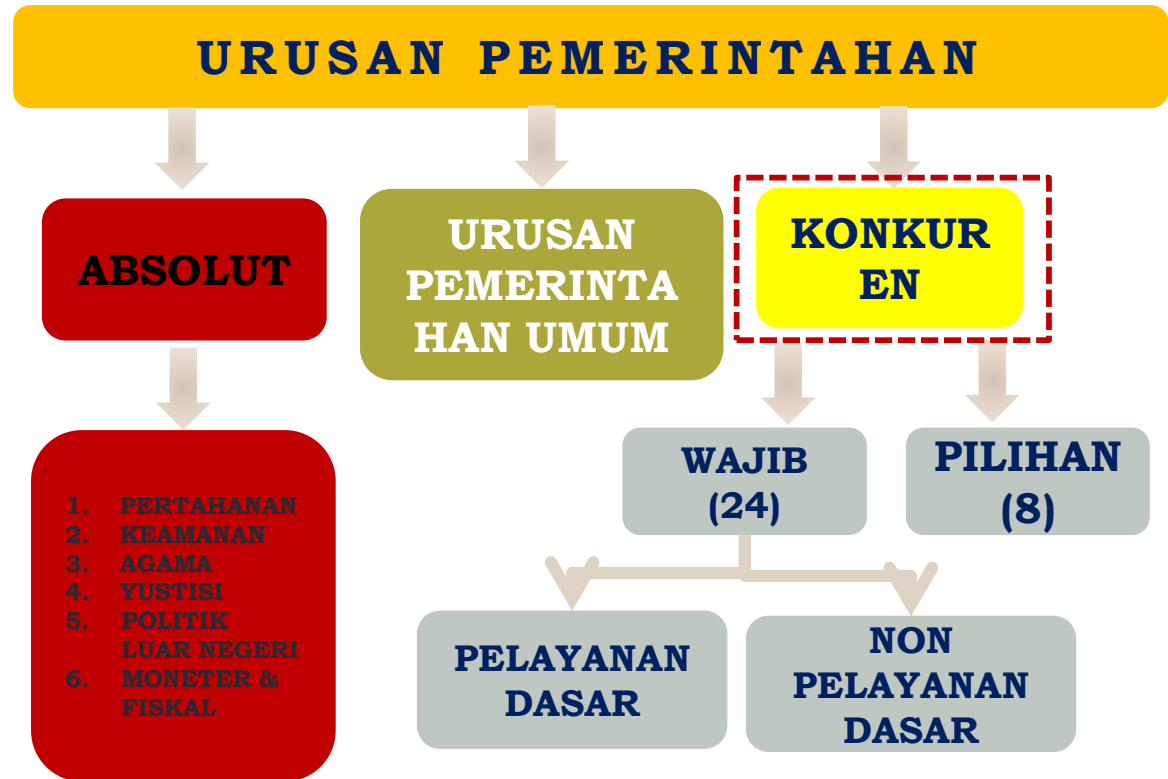 URUSAN PEMERINTAHAN
ABSOLUT
URUSAN
PEMERINTA
HAN UMUM
KONKUR
EN
1. PERTAHANAN
2. KEAMANAN
3. AGAMA
4. YUSTISI
5. POLITIK
LUAR NEGERI
6. MONETER &
FISKAL
WAJIB
(24)
PILIHAN
(8)
PELAYANAN
DASAR
NON
PELAYANAN
DASAR